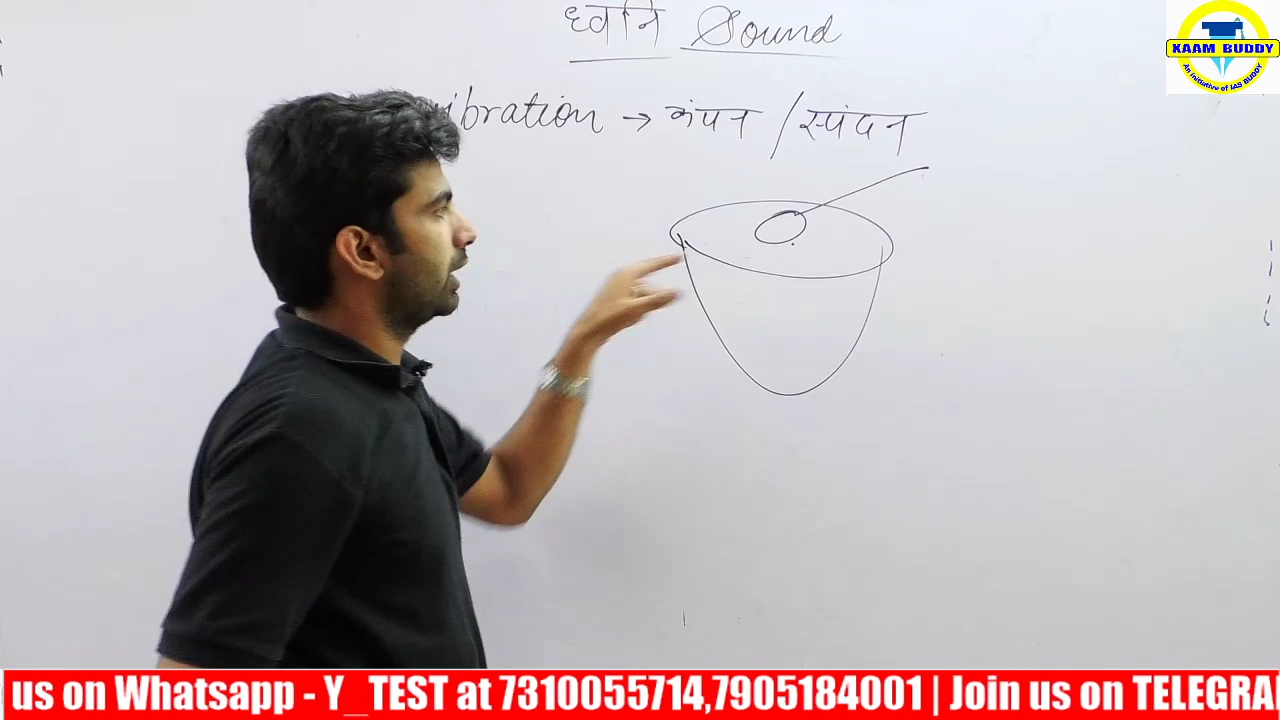 ध्वनि Sound
vibration → कंपन / स्पंदन
KAAM BUDDY
An Initiative of IAS BUDDY
us on Whatsapp - Y_TEST at 7310055714,7905184001 | Join us on TELEGRA